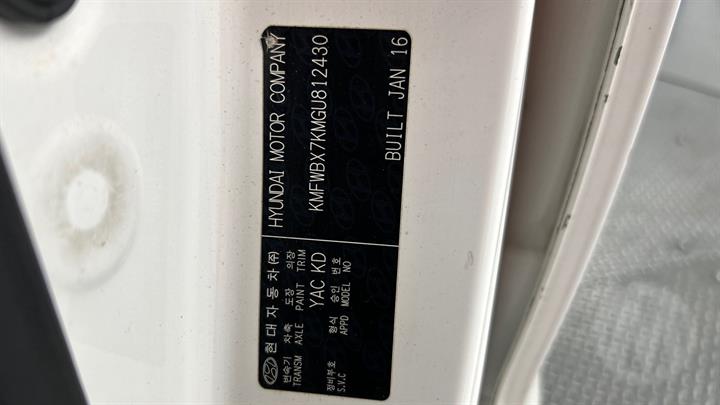 현대자동차(주) HYUNDAI MOTOR COMPANY
변속기 차축 도장 의장
TRANSM AXLE PAINT TRIM
KMFWBX7KMGU812430
YAC KD
정비부호 형식 승인 번호
S.V.C APPD MODEL NO
BUILT JAN 16